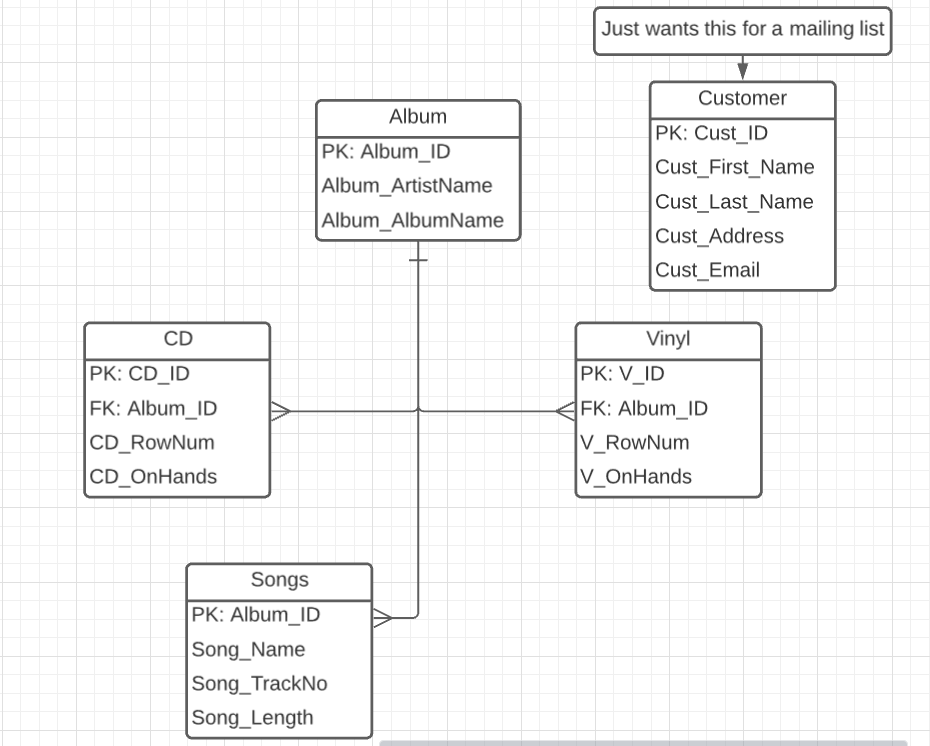 Just wants this for a mailing list
Customer
PK: Cust_ID
Cust_First_Name
Cust_Last_Name
Cust_Address
Cust_Email
Album
PK: Album_ID
Album_ArtistName
Album_AlbumName
CD
PK: CD_ID
FK: Album_ID
CD_RowNum
CD_OnHands
Vinyl
PK: V_ID
FK: Album_ID
V_RowNum
V_OnHands
Songs
PK: Album_ID
Song_Name
Song_TrackNo
Song_Length